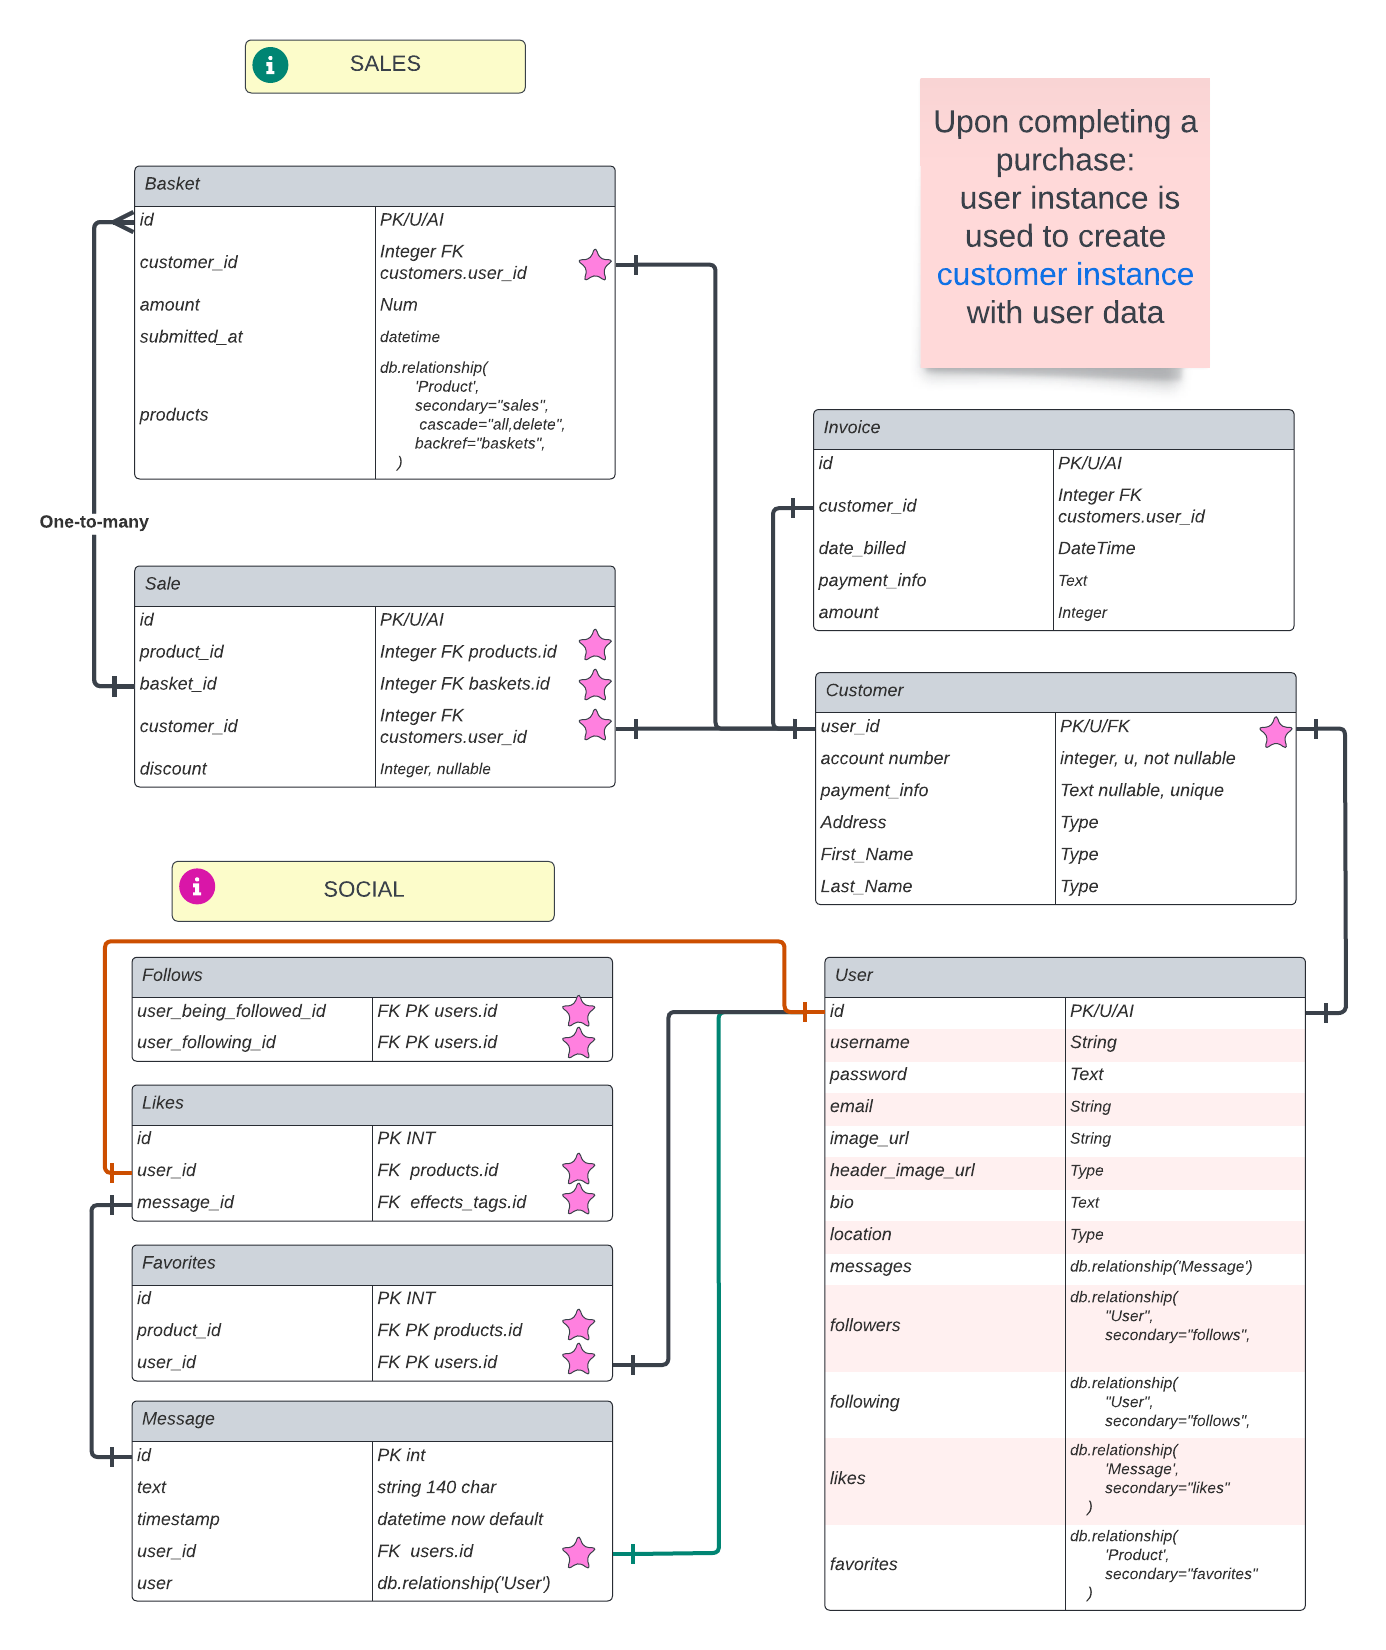 SALES
Upon completing a
purchase:
user instance is
used to create
customer instance
with user data
Basket
id PK/U/AI
customer_id Integer FK
customers.user_id
amount Num
submitted_at datetime
products db.relationship(
'Product',
secondary="sales",
cascade="all,delete",
backref="baskets",
)
One-to-many
Invoice
id PK/U/AI
customer_id Integer FK
customers.user_id
date_billed DateTime
payment_info Text
amount Integer
Sale
id PK/U/AI
product_id Integer FK products.id
basket_id Integer FK baskets.id
customer_id Integer FK
customers.user_id
discount Integer, nullable
Customer
user_id PK/U/FK
account number integer, u, not nullable
payment_info Text nullable, unique
Address Type
First_Name Type
Last_Name Type
SOCIAL
Follows
user_being_followed_id FK PK users.id
user_following_id FK PK users.id
Likes
id PK INT
user_id FK products.id
message_id FK effects_tags.id
Favorites
id PK INT
product_id FK PK products.id
user_id FK PK users.id
Message
id PK int
text string 140 char
timestamp datetime now default
user_id FK users.id
user db.relationship('User')
User
id PK/U/AI
username String
password Text
email String
image_url String
header_image_url Type
bio Text
location Type
messages db.relationship('Message')
followers db.relationship(
"User",
secondary="follows",
following db.relationship(
"User",
secondary="follows",
likes db.relationship(
'Message',
secondary="likes"
)
favorites db.relationship(
'Product',
secondary="favorites"
)